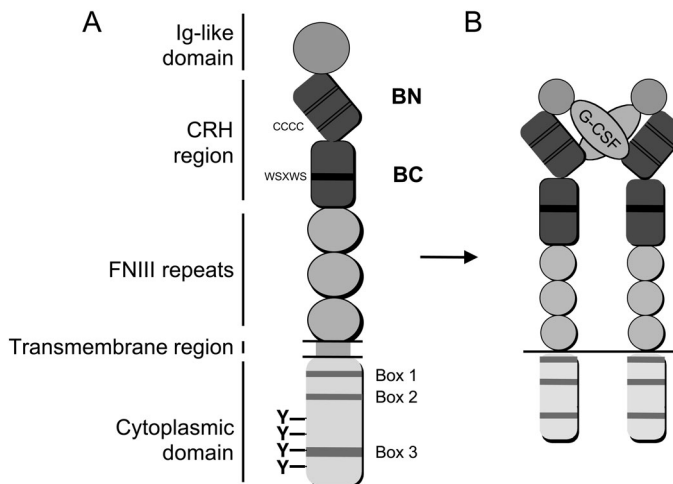 A
B
Ig-like
domain
BN
CRH
region
CCCC
G-CSF
WSXWS
BC
FNIII repeats
Transmembrane region
Box 1
Box 2
Y
Y
Cytoplasmic
domain
Y
Box 3
Y